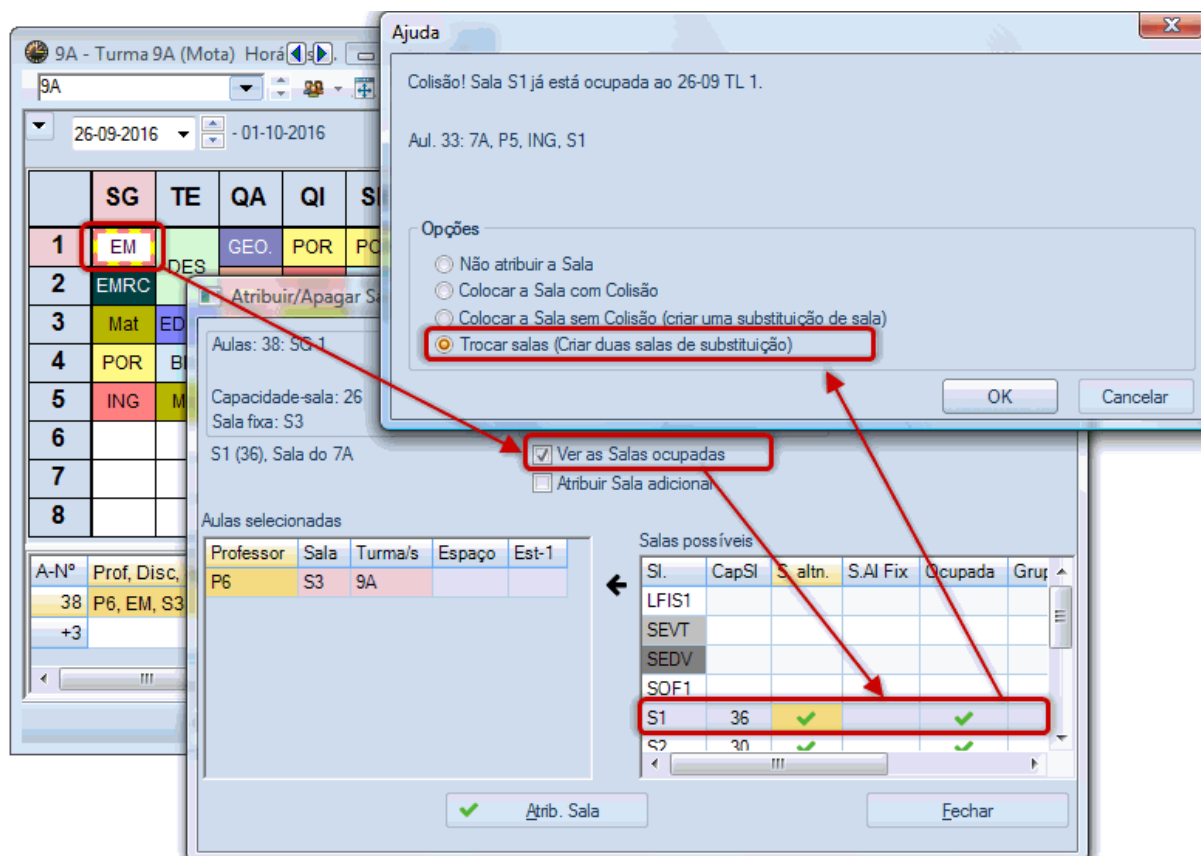 9A - Turma 9A (Mota) Horá
9A
26-09-2016 - 01-10-2016
SG TE QA QI
1 EM DES GEO. POR
2 EMRC
3 Mat
4 POR
5 ING
6
7
8
A-Nº Prof, Disc,
38 P6, EM, S3
+3
Ajuda
Colisão! Sala S1 já está ocupada ao 26-09 TL 1.
Aul. 33: 7A, P5, ING, S1
Opções
Não atribuir a Sala
Colocar a Sala com Colisão
Colocar a Sala sem Colisão (criar uma substituição de sala)
Trocar salas (Criar duas salas de substituição)
OK Cancelar
Atribuir/Apagar
Aulas: 38: SG-1
Capacidade-sala: 26
Sala fixa: S3
S1 (36), Sala do 7A
Ver as Salas ocupadas
Atribuir Sala adicional
Aulas selecionadas
Professor Sala Turma/s Espaço Est-1
P6 S3 9A
Salas possíveis
Sl. CapSl S. altn. S.Al Fix Ocupada
LFIS1
SEVT
SEDV
SOF1
S1 36
S2 30
Atrib. Sala Fechar